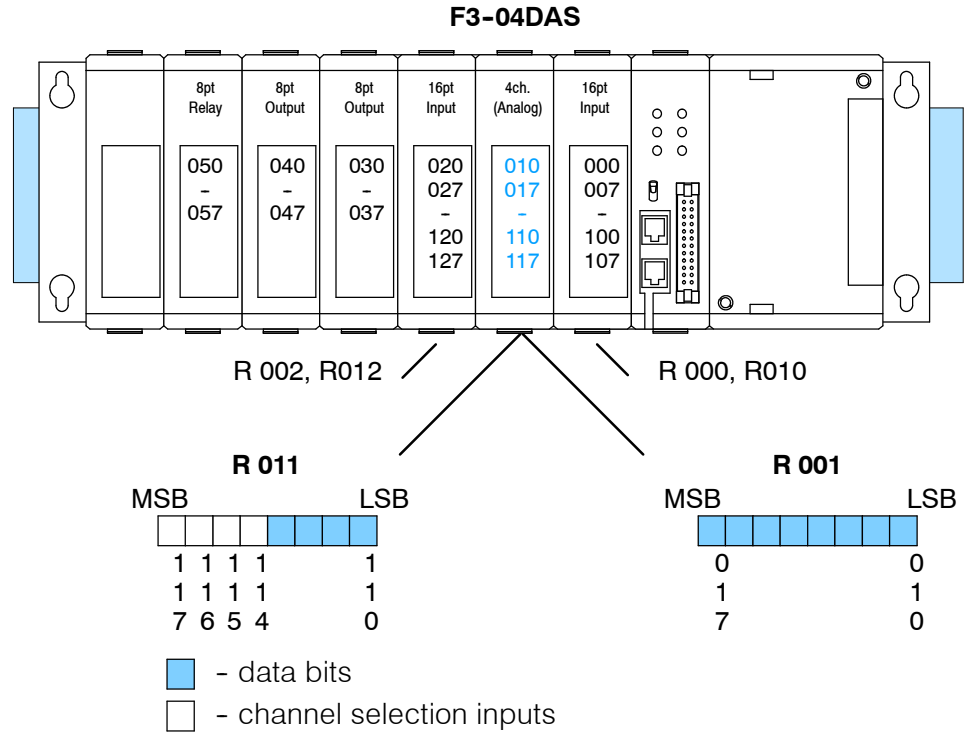 F3-04DAS
8pt 8pt 8pt 16pt 4ch. 16pt
Relay Output Output Input (Analog) Input
050 040 030 020 010 000
- - - 027 017 007
057 047 037 - - -
120 110 100
127 117 107
R 002, R012 R 000, R010
R 011 R 001
MSB LSB MSB LSB
1 1 1 1 1 0 0
1 1 1 1 1 1 1
7 6 5 4 0 7 0
- data bits
- channel selection inputs